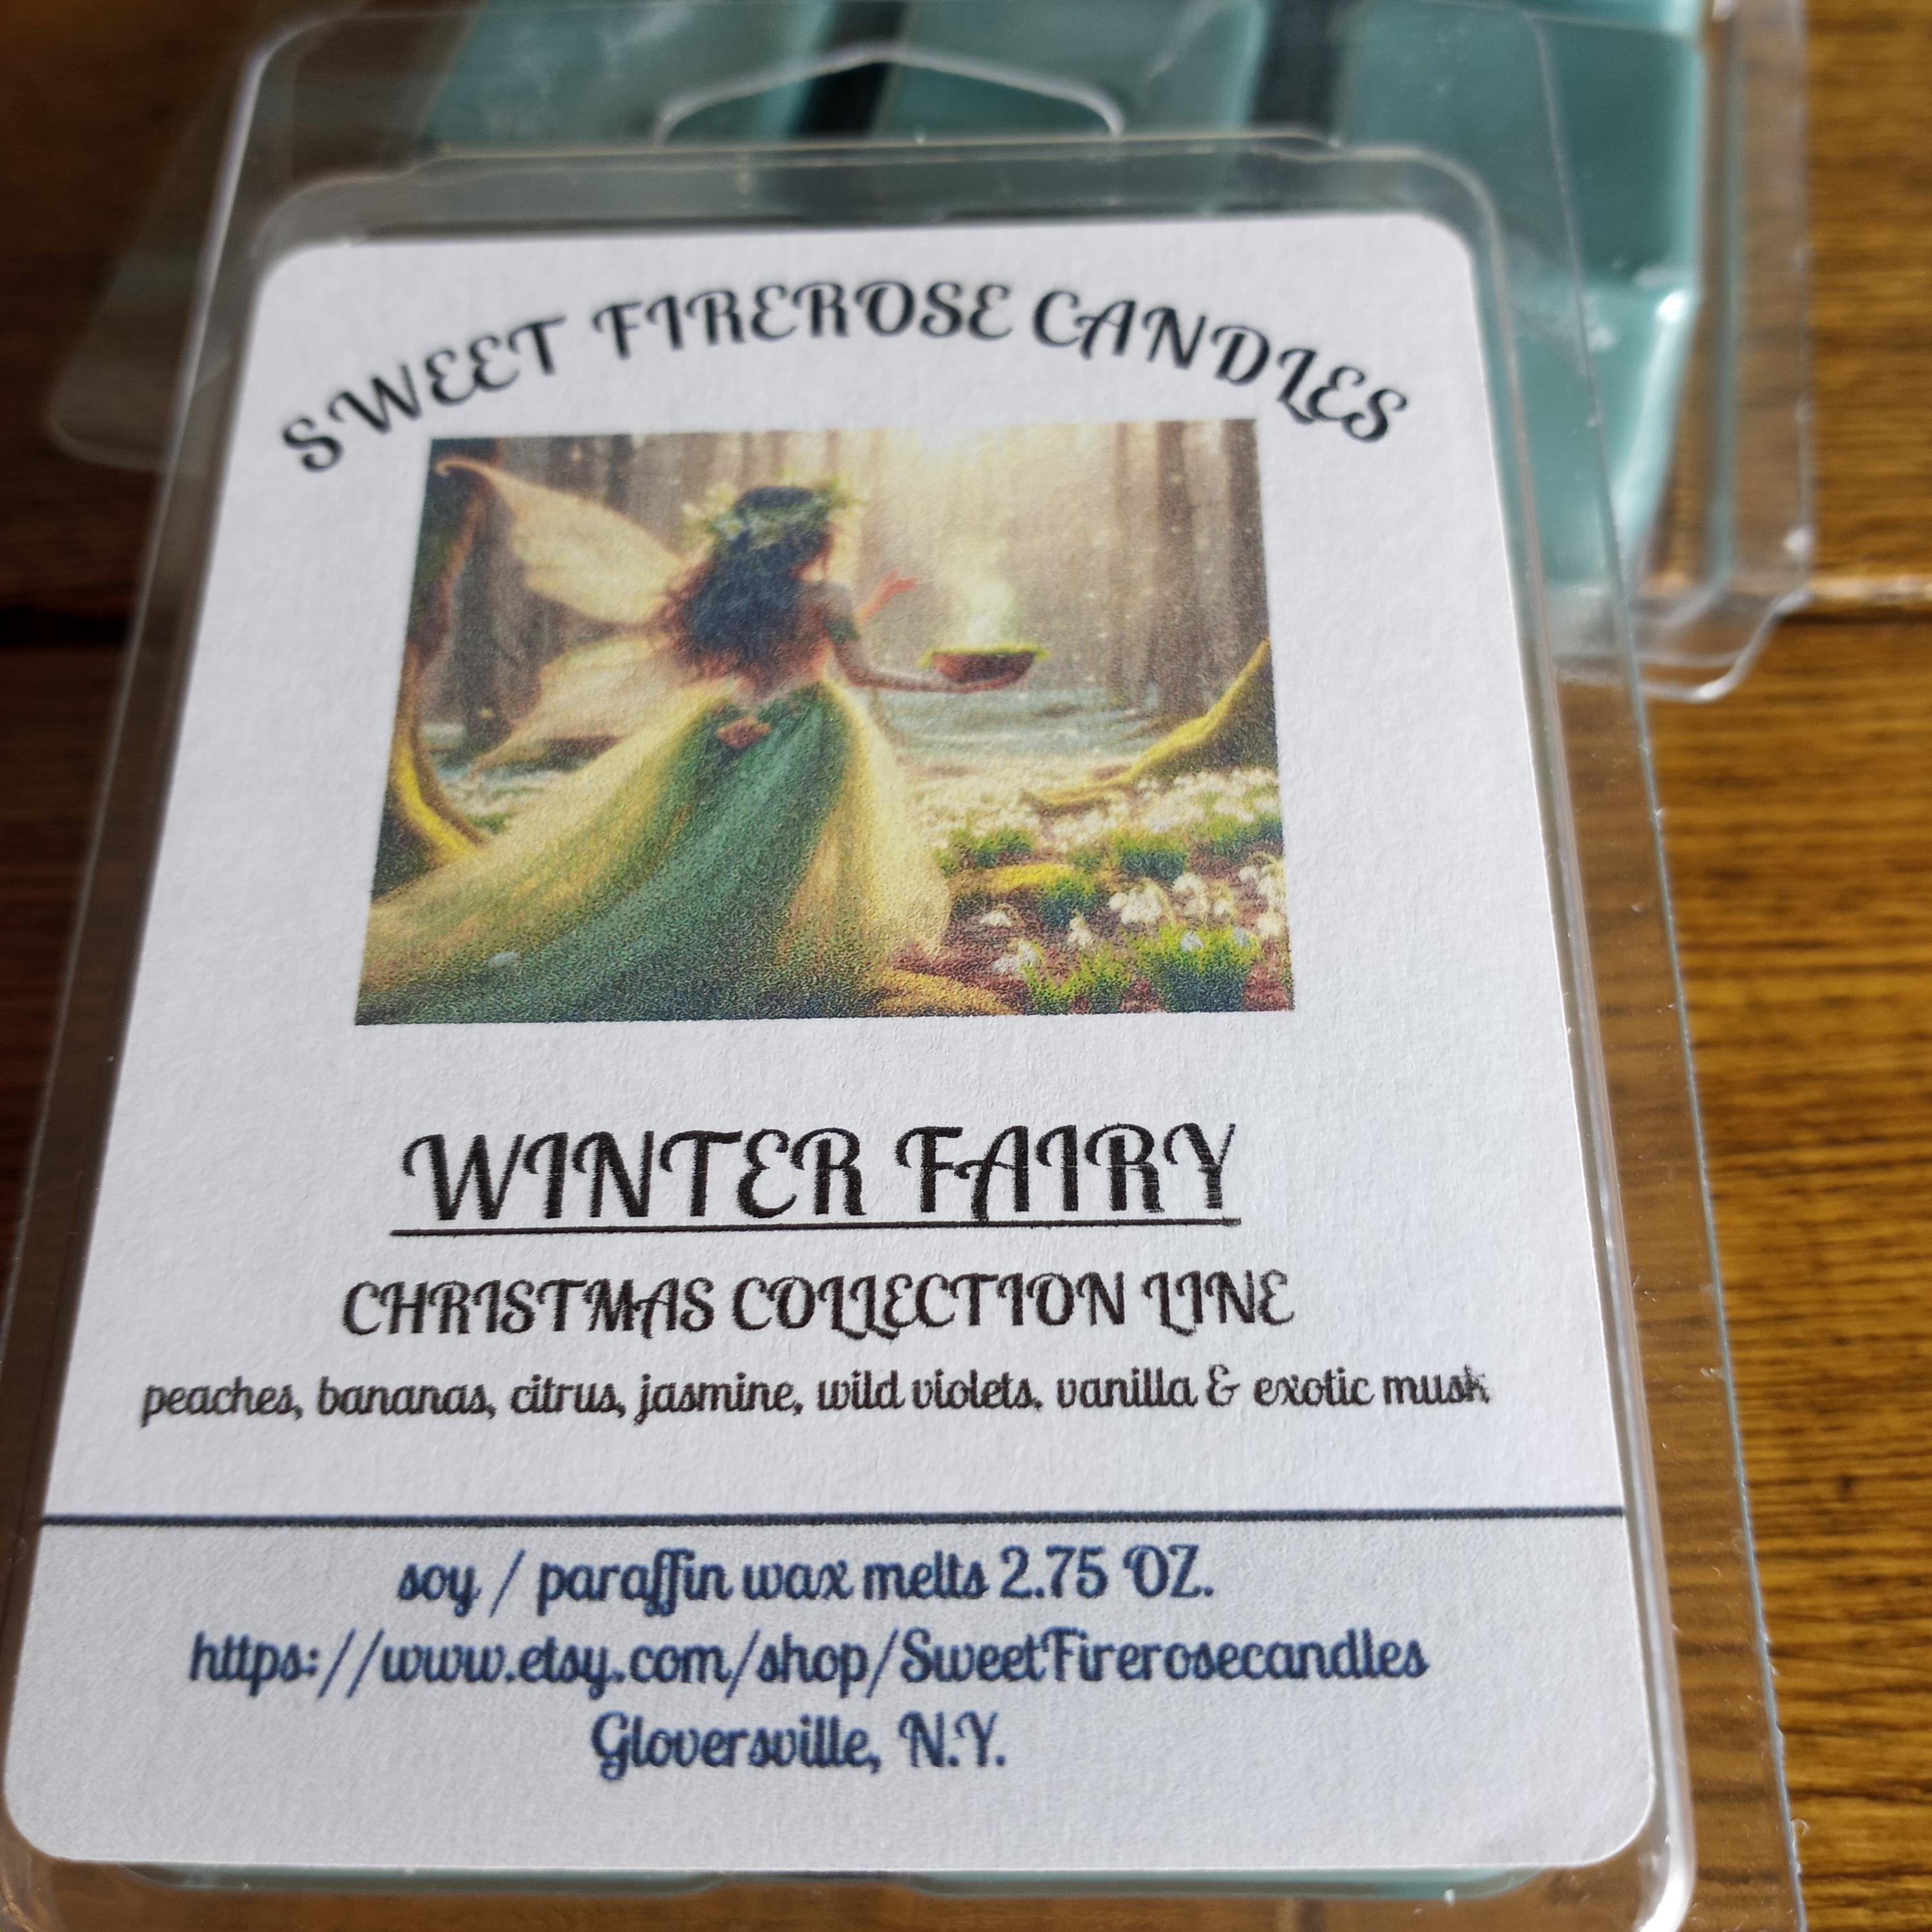 SWEET FIREROSE CANDLES
WINTER FAIRY
CHRISTMAS COLLECTION LINE
peaches, bananas, citrus, jasmine, wild violets, vanilla & exotic musk
soy / paraffin wax melts 2.75 OZ.
https://www.etsy.com/shop/SweetFirerosecandles
Gloversville, N.Y.